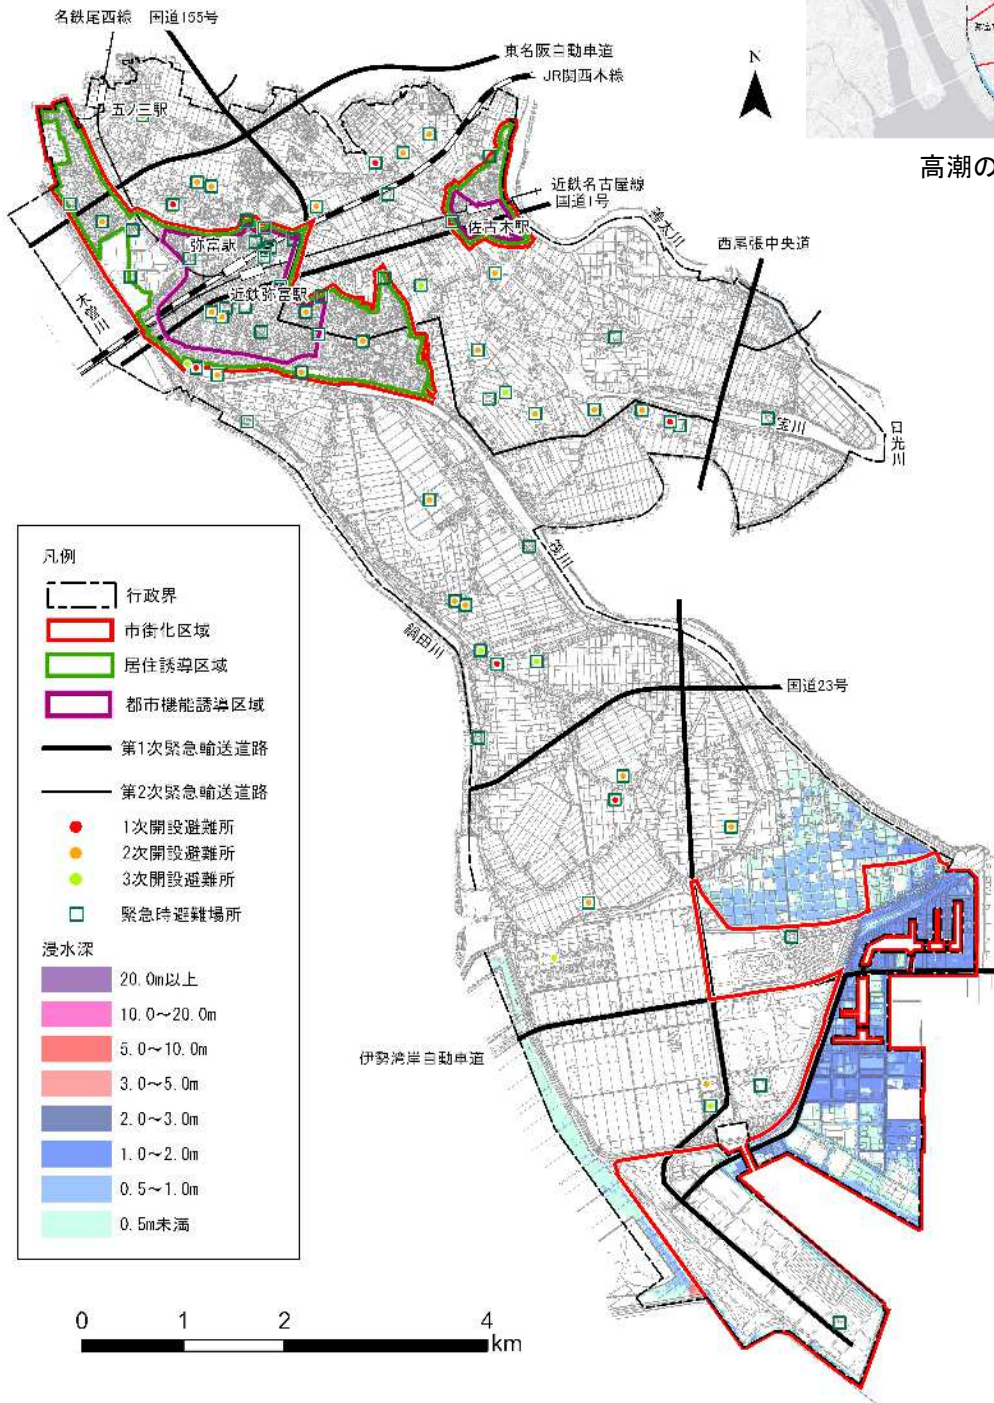 名鉄尾西線
国道155号
東名阪自動車道
JR関西本線
N
高潮の
五ノ三駅
近鉄名古屋線
国道1号
佐古木駅
西尾張中央道
弥富駅
近鉄弥富駅
木曽川
宝川
日光川
筏川
鍋田川
国道23号
伊勢湾岸自動車道
凡例
行政界
市街化区域
居住誘導区域
都市機能誘導区域
第1次緊急輸送道路
第2次緊急輸送道路
1次開設避難所
2次開設避難所
3次開設避難所
緊急時避難場所
浸水深
20.0m以上
10.0～20.0m
5.0～10.0m
3.0～5.0m
2.0～3.0m
1.0～2.0m
0.5～1.0m
0.5m未満
0 1 2 4
km